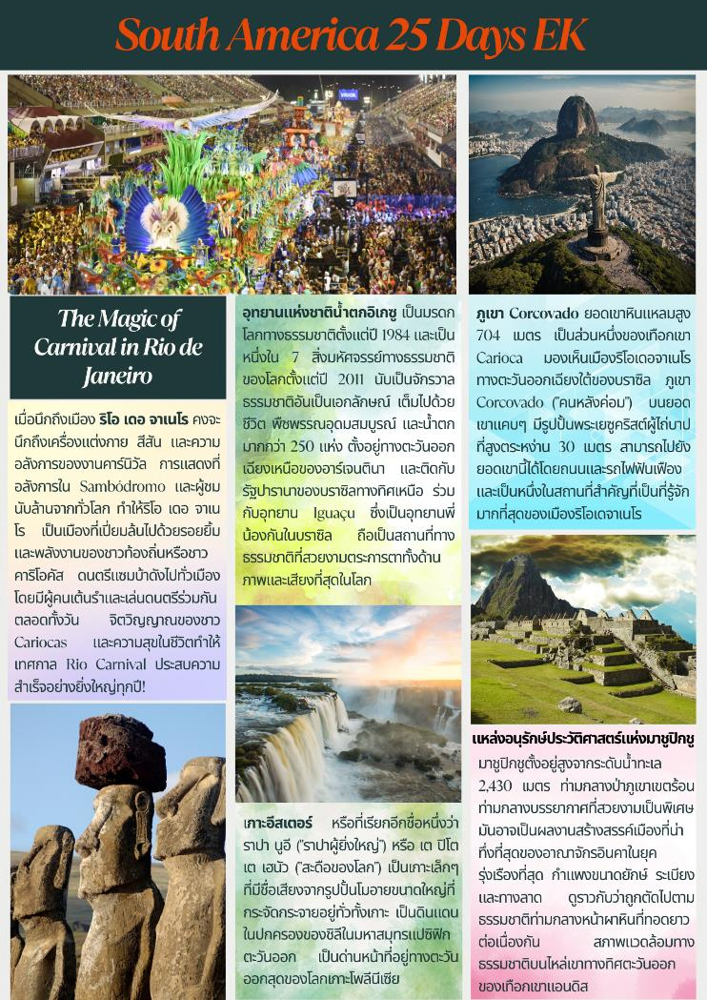 South America 25 Days EK
The Magic of
Carnival in Rio de
Janeiro
เมื่อนึกถึงเมือง ริโอ เดอ จาเนโร คงจะ
นึกถึงเครื่องแต่งกาย สีสัน และความ
อลังการของงานคาร์นิวัล การแสดงที่
อลังการใน Sambódromo และผู้ชม
นับล้านจากทั่วโลก ทำให้ริโอ เดอ จาเน
โร เป็นเมืองที่เปี่ยมล้นไปด้วยรอยยิ้ม
และพลังงานของชาวท้องถิ่นหรือชาว
คาริโอคัส ดนตรีแซมบ้าดังไปทั่วเมือง
โดยมีผู้คนเต้นรำและเล่นดนตรีร่วมกัน
ตลอดทั้งวัน จิตวิญญาณของชาว
Cariocas และความสุขในชีวิตทำให้
เทศกาล Rio Carnival ประสบความ
สำเร็จอย่างยิ่งใหญ่ทุกปี!
อุทยานแห่งชาติน้ำตกอิเกซู เป็นมรดก
โลกทางธรรมชาติตั้งแต่ปี 1984 และเป็น
หนึ่งใน 7 สิ่งมหัศจรรย์ทางธรรมชาติ
ของโลกตั้งแต่ปี 2011 นับเป็นจักรวาล
ธรรมชาติอันเป็นเอกลักษณ์ เต็มไปด้วย
ชีวิต พืชพรรณอุดมสมบูรณ์ และน้ำตก
มากกว่า 250 แห่ง ตั้งอยู่ทางตะวันออก
เฉียงเหนือของอาร์เจนตินา และติดกับ
รัฐปารานาของบราซิลทางทิศเหนือ ร่วม
กับอุทยาน Iguaçu ซึ่งเป็นอุทยานพี่
น้องกันในบราซิล ถือเป็นสถานที่ทาง
ธรรมชาติที่สวยงามตระการตาทั้งด้าน
ภาพและเสียงที่สุดในโลก
เกาะอีสเตอร์ หรือที่เรียกอีกชื่อหนึ่งว่า
ราปา นูอี ("ราปาผู้ยิ่งใหญ่") หรือ เต ปิโต
เต เฮนัว ("สะดือของโลก") เป็นเกาะเล็กๆ
ที่มีชื่อเสียงจากรูปปั้นโมอายขนาดใหญ่ที่
กระจัดกระจายอยู่ทั่วทั้งเกาะ เป็นดินแดน
ในปกครองของชิลีในมหาสมุทรแปซิฟิก
ตะวันออก เป็นด่านหน้าที่อยู่ทางตะวัน
ออกสุดของโลกเกาะโพลีนีเซีย
ภูเขา Corcovado ยอดเขาหินแหลมสูง
704 เมตร เป็นส่วนหนึ่งของเทือกเขา
Carioca มองเห็นเมืองริโอเดอจาเนโร
ทางตะวันออกเฉียงใต้ของบราซิล ภูเขา
Corcovado ("คนหลังค่อม") บนยอด
เขาแคบๆ มีรูปปั้นพระเยซูคริสต์ผู้ไถ่บาป
ที่สูงตระหง่าน 30 เมตร สามารถไปยัง
ยอดเขานี้ได้โดยถนนและรถไฟฟันเฟือง
และเป็นหนึ่งในสถานที่สำคัญที่เป็นที่รู้จัก
มากที่สุดของเมืองริโอเดจาเนโร
แหล่งอนุรักษ์ประวัติศาสตร์แห่งมาชูปิกชู
มาชูปิกชูตั้งอยู่สูงจากระดับน้ำทะเล
2,430 เมตร ท่ามกลางป่าภูเขาเขตร้อน
ท่ามกลางบรรยากาศที่สวยงามเป็นพิเศษ
มันอาจเป็นผลงานสร้างสรรค์เมืองที่น่า
ทึ่งที่สุดของอาณาจักรอินคาในยุค
รุ่งเรืองที่สุด กำแพงขนาดยักษ์ ระเบียง
และทางลาด ดูราวกับว่าถูกตัดไปตาม
ธรรมชาติท่ามกลางหน้าผาหินที่ทอดยาว
ต่อเนื่องกัน สภาพแวดล้อมทาง
ธรรมชาติบนไหล่เขาทางทิศตะวันออก
ของเทือกเขาแอนดิส